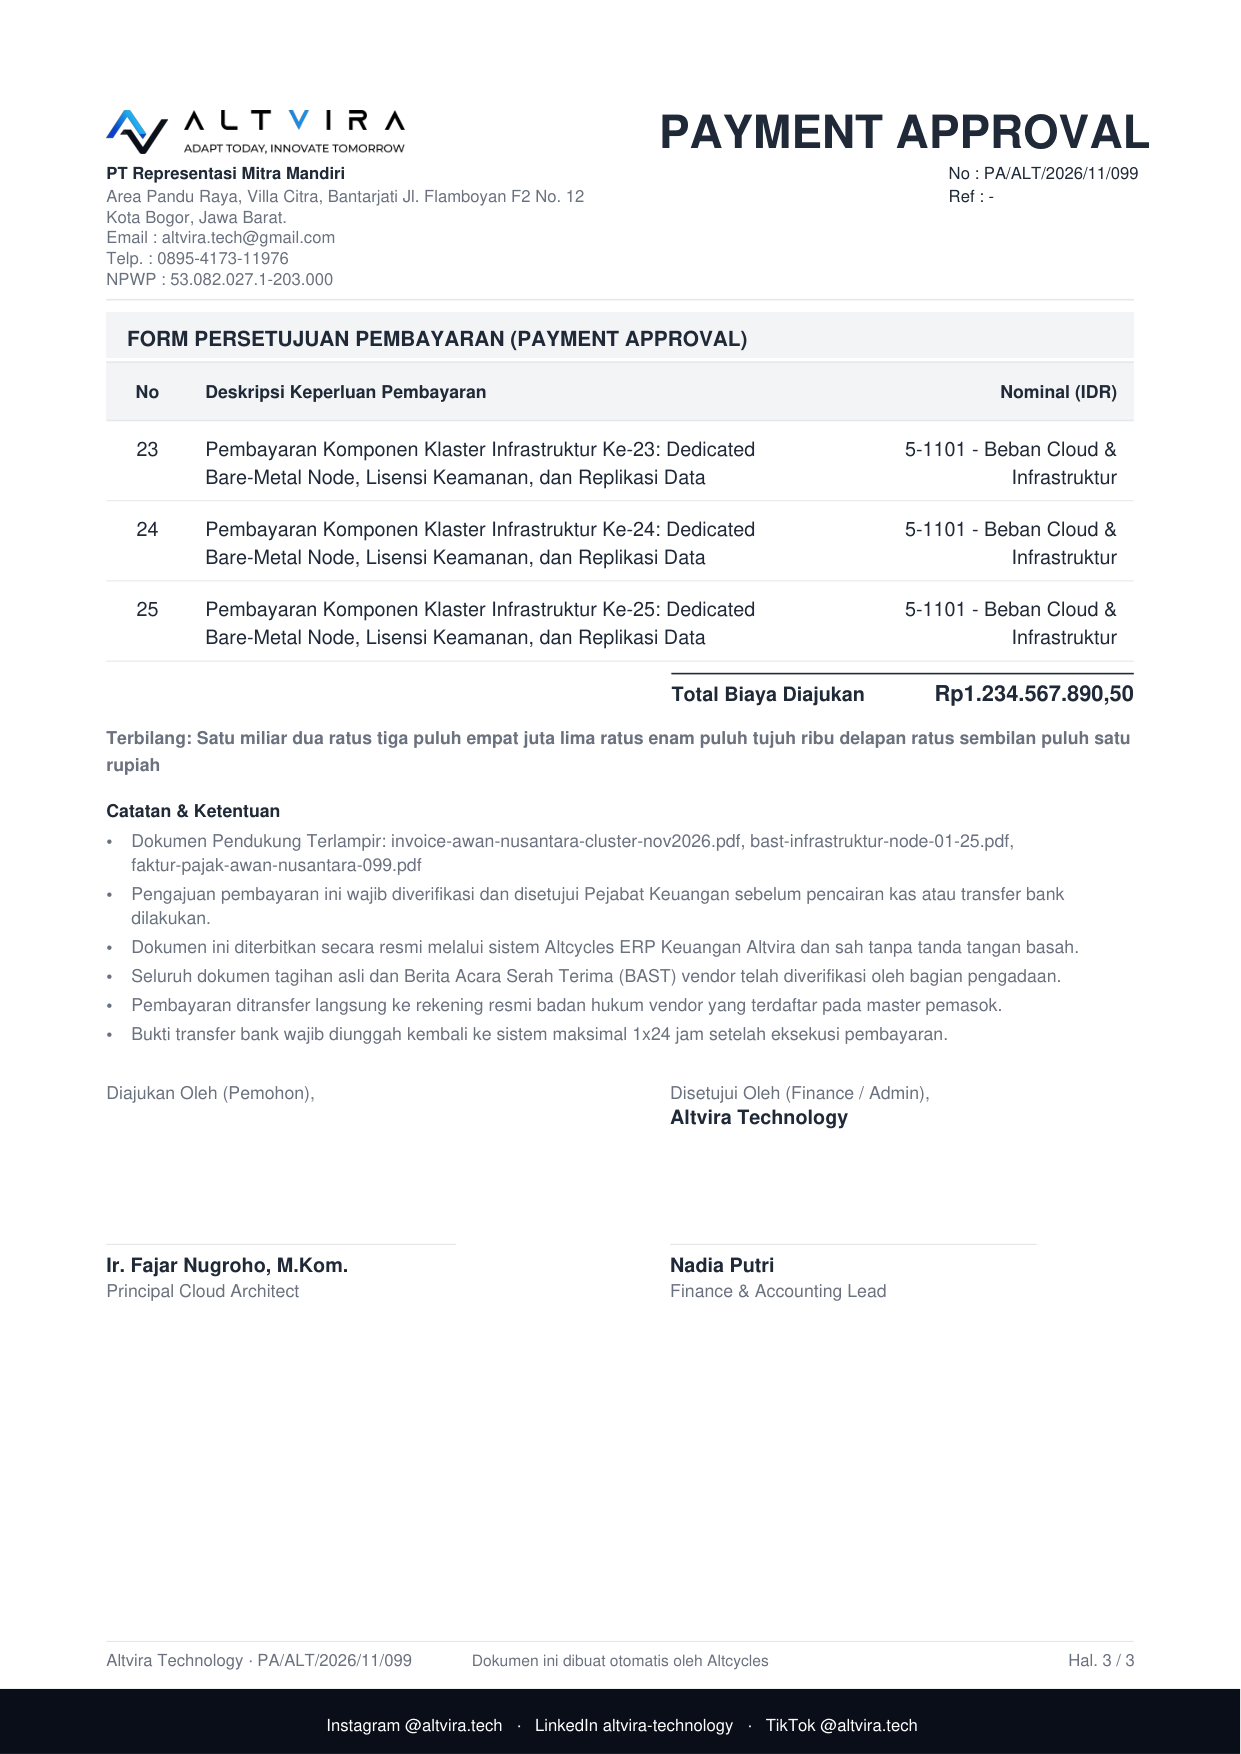 ALTVIRA
ADAPT TODAY, INNOVATE TOMORROW
PAYMENT APPROVAL
PT Representasi Mitra Mandiri
No : PA/ALT/2026/11/099
Area Pandu Raya, Villa Citra, Bantarjati Jl. Flamboyan F2 No. 12
Ref : -
Kota Bogor, Jawa Barat.
Email : altvira.tech@gmail.com
Telp. : 0895-4173-11976
NPWP : 53.082.027.1-203.000
FORM PERSETUJUAN PEMBAYARAN (PAYMENT APPROVAL)
No Deskripsi Keperluan Pembayaran Nominal (IDR)
23 Pembayaran Komponen Klaster Infrastruktur Ke-23: Dedicated 5-1101 - Beban Cloud &
Bare-Metal Node, Lisensi Keamanan, dan Replikasi Data Infrastruktur
24 Pembayaran Komponen Klaster Infrastruktur Ke-24: Dedicated 5-1101 - Beban Cloud &
Bare-Metal Node, Lisensi Keamanan, dan Replikasi Data Infrastruktur
25 Pembayaran Komponen Klaster Infrastruktur Ke-25: Dedicated 5-1101 - Beban Cloud &
Bare-Metal Node, Lisensi Keamanan, dan Replikasi Data Infrastruktur
Total Biaya Diajukan Rp1.234.567.890,50
Terbilang: Satu miliar dua ratus tiga puluh empat juta lima ratus enam puluh tujuh ribu delapan ratus sembilan puluh satu
rupiah
Catatan & Ketentuan
• Dokumen Pendukung Terlampir: invoice-awan-nusantara-cluster-nov2026.pdf, bast-infrastruktur-node-01-25.pdf,
faktur-pajak-awan-nusantara-099.pdf
• Pengajuan pembayaran ini wajib diverifikasi dan disetujui Pejabat Keuangan sebelum pencairan kas atau transfer bank
dilakukan.
• Dokumen ini diterbitkan secara resmi melalui sistem Altcycles ERP Keuangan Altvira dan sah tanpa tanda tangan basah.
• Seluruh dokumen tagihan asli dan Berita Acara Serah Terima (BAST) vendor telah diverifikasi oleh bagian pengadaan.
• Pembayaran ditransfer langsung ke rekening resmi badan hukum vendor yang terdaftar pada master pemasok.
• Bukti transfer bank wajib diunggah kembali ke sistem maksimal 1x24 jam setelah eksekusi pembayaran.
Diajukan Oleh (Pemohon),
Disetujui Oleh (Finance / Admin),
Altvira Technology
Ir. Fajar Nugroho, M.Kom.
Principal Cloud Architect
Nadia Putri
Finance & Accounting Lead
Altvira Technology · PA/ALT/2026/11/099 Dokumen ini dibuat otomatis oleh Altcycles Hal. 3 / 3
Instagram @altvira.tech · LinkedIn altvira-technology · TikTok @altvira.tech